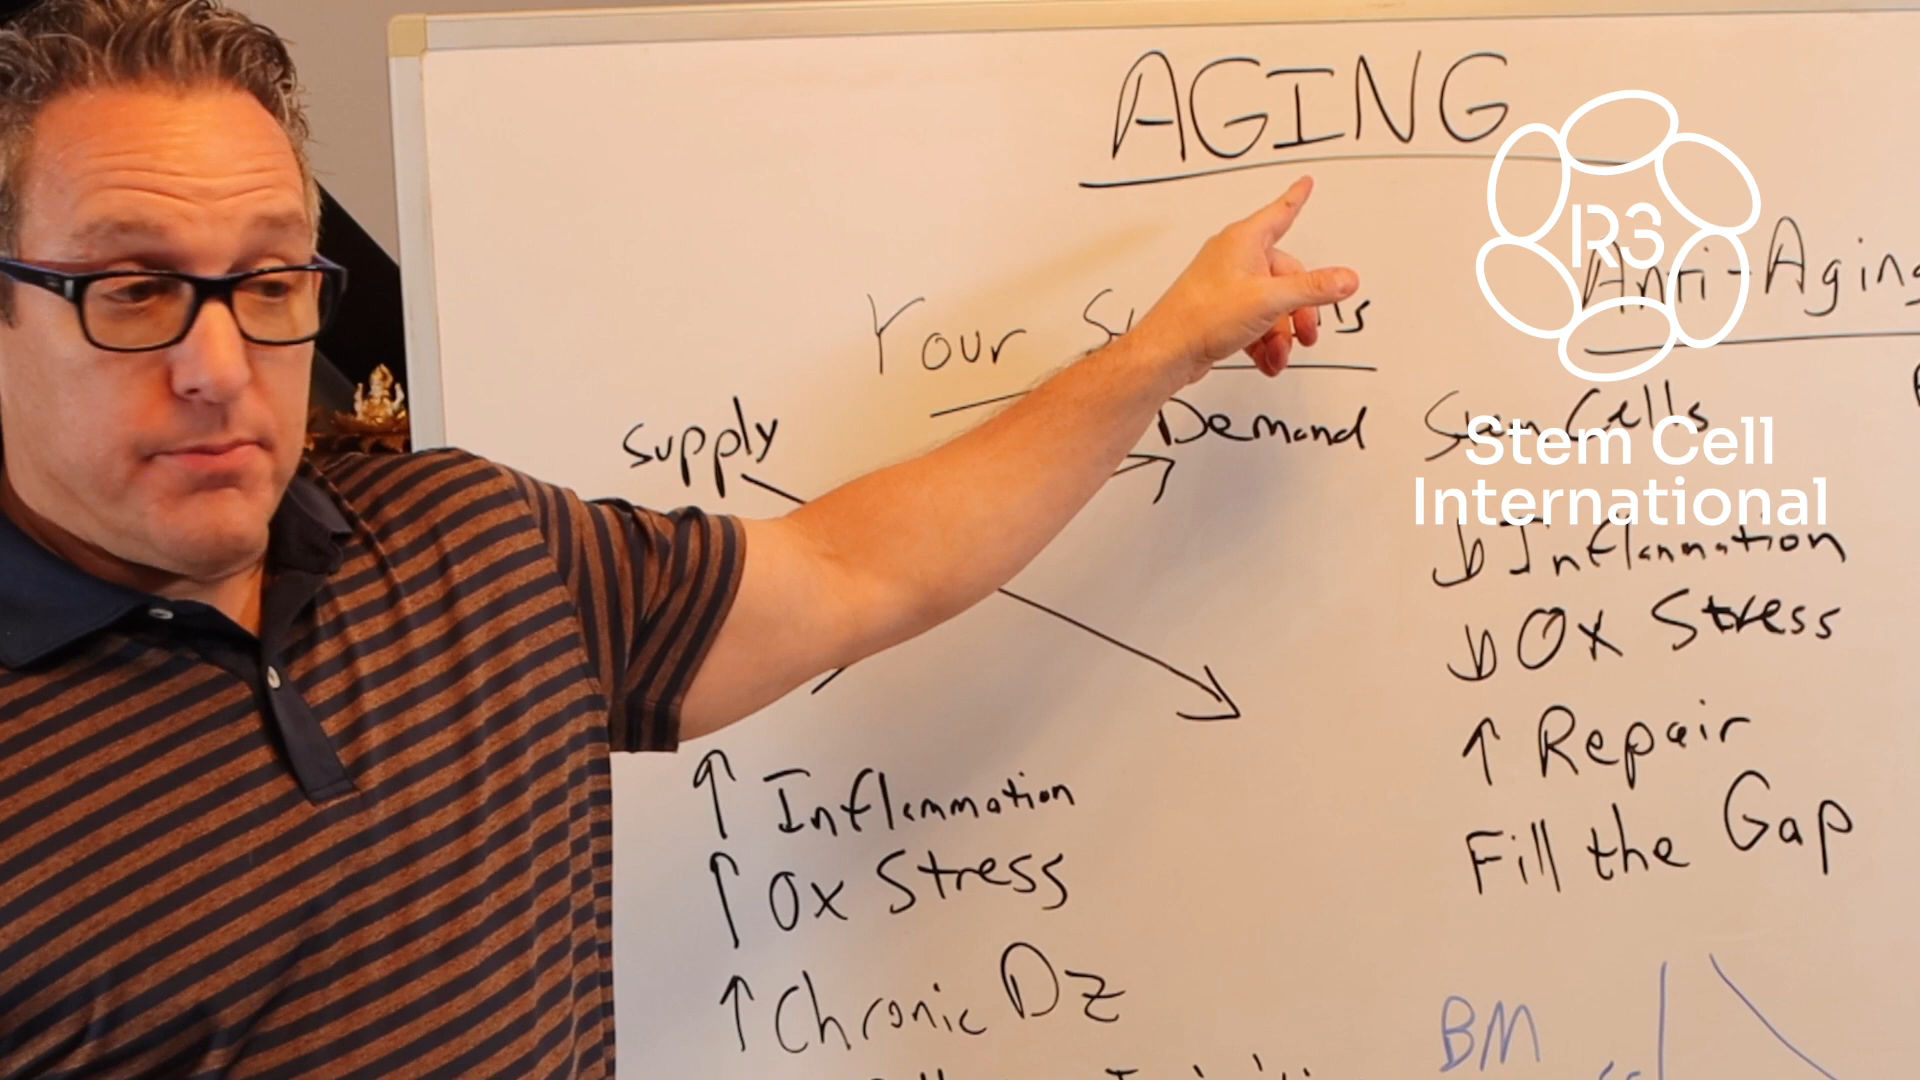 AGING
Your S
Supply
Demand
↑ Inflammation
↑ Ox Stress
↑ Chronic Dz
Anti-Aging
Stem Cells
↓ Inflammation
↓ Ox Stress
↑ Repair
Fill the Gap
BM
R3
Stem Cell
International